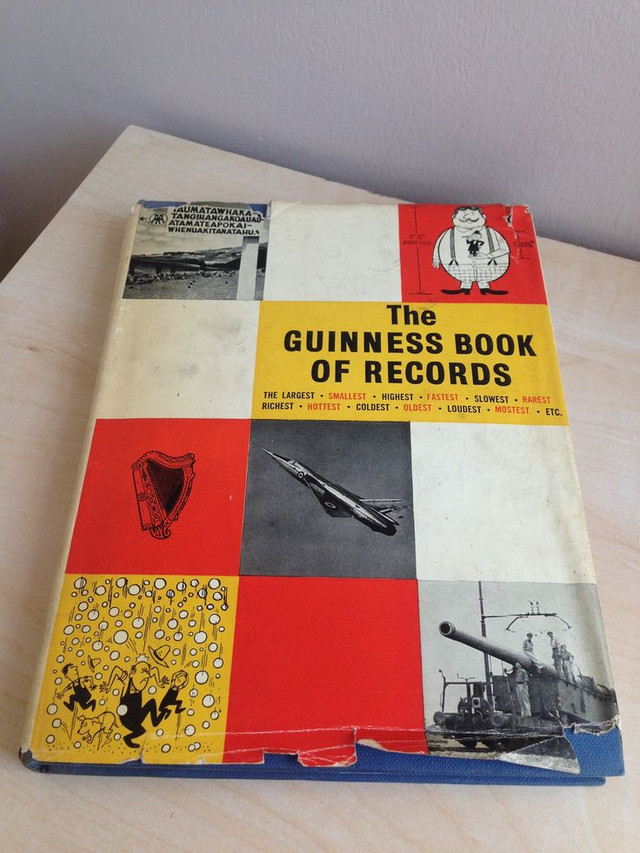 AA
TAUMATAWHAKA-
TANGIHANGAKOAUAU
ATAMATEAPOKAI-
WHENUAKITANATAHU.
The
GUINNESS BOOK
OF RECORDS
THE LARGEST • SMALLEST • HIGHEST • FASTEST • SLOWEST • RAREST
RICHEST • HOTTEST • COLDEST • OLDEST • LOUDEST • MOSTEST • ETC.